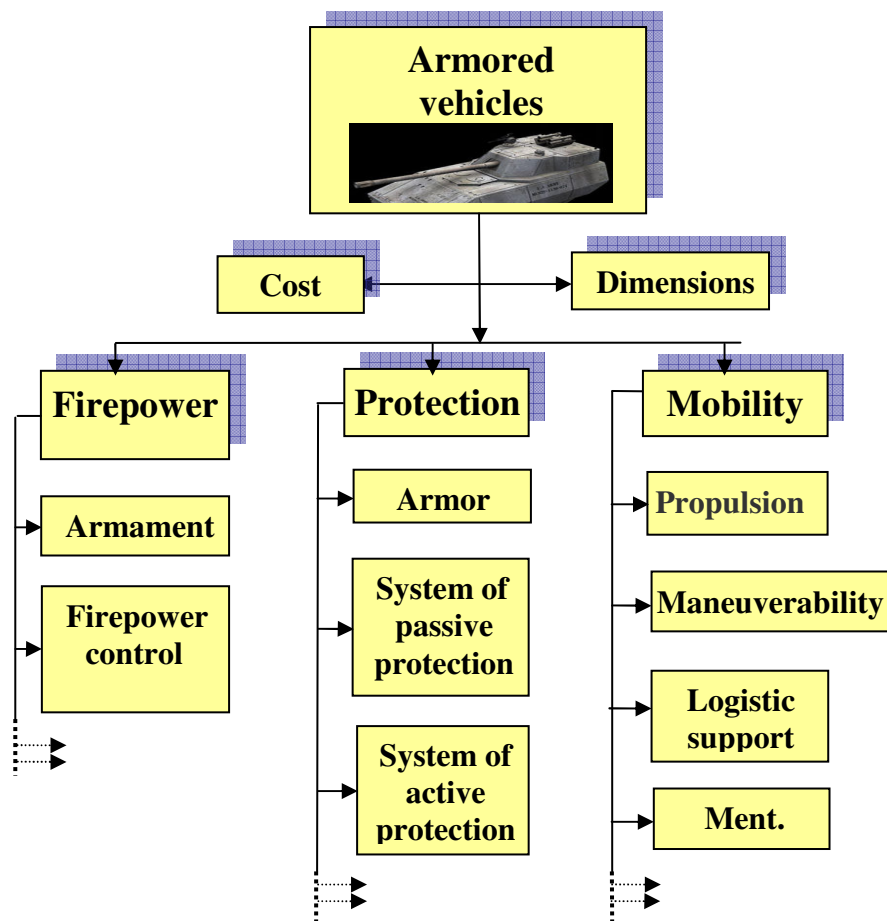 Armored
vehicles
Cost
Dimensions
Firepower
Protection
Mobility
Armament
Firepower
control
Armor
System of
passive
protection
System of
active
protection
Propulsion
Maneuverability
Logistic
support
Ment.